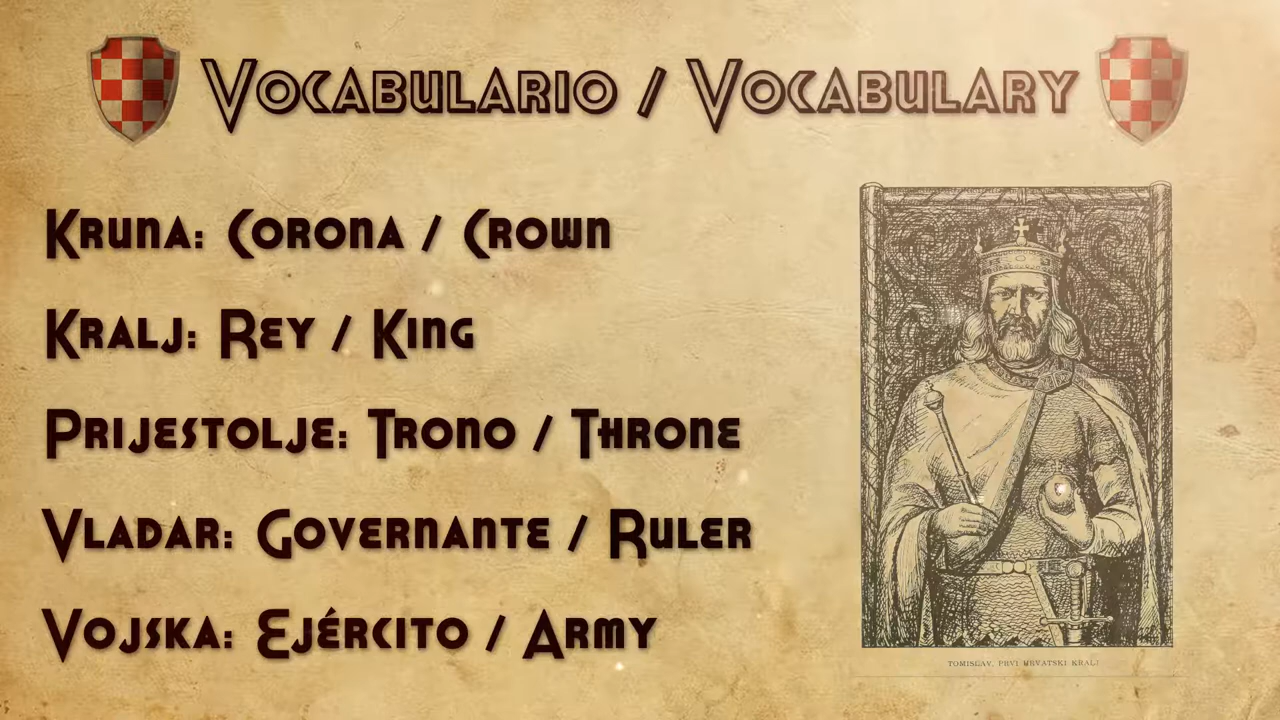 Vocabulario / Vocabulary
Kruna: Corona / Crown
Kralj: Rey / King
Prijestolje: Trono / Throne
Vladar: Governante / Ruler
Vojska: Ejército / Army
TOMISLAV, PRVI HRVATSKI KRALJ